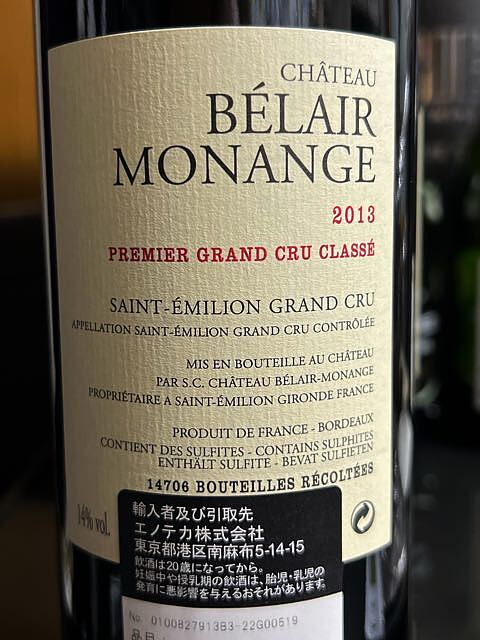 CHÂTEAU
BÉLAIR
MONANGE
2013
PREMIER GRAND CRU CLASSÉ
SAINT-ÉMILION GRAND CRU
APPELLATION SAINT-ÉMILION GRAND CRU CONTRÔLÉE
MIS EN BOUTEILLE AU CHÂTEAU
PAR S.C. CHÂTEAU BÉLAIR-MONANGE
PROPRIÉTAIRE A SAINT-ÉMILION GIRONDE FRANCE
PRODUIT DE FRANCE - BORDEAUX
CONTIENT DES SULFITES - CONTAINS SULPHITES
ENTHÄLT SULFITE - BEVAT SULFIETEN
14706 BOUTEILLES RÉCOLTÉES
14% vol.
輸入者及び引取先
エノテカ株式会社
東京都港区南麻布5-14-15
飲酒は20歳になってから。
妊娠中や授乳期の飲酒は、胎児・乳児の
発育に悪影響を与えるおそれがあります。
No 0100827913B3-22G00519